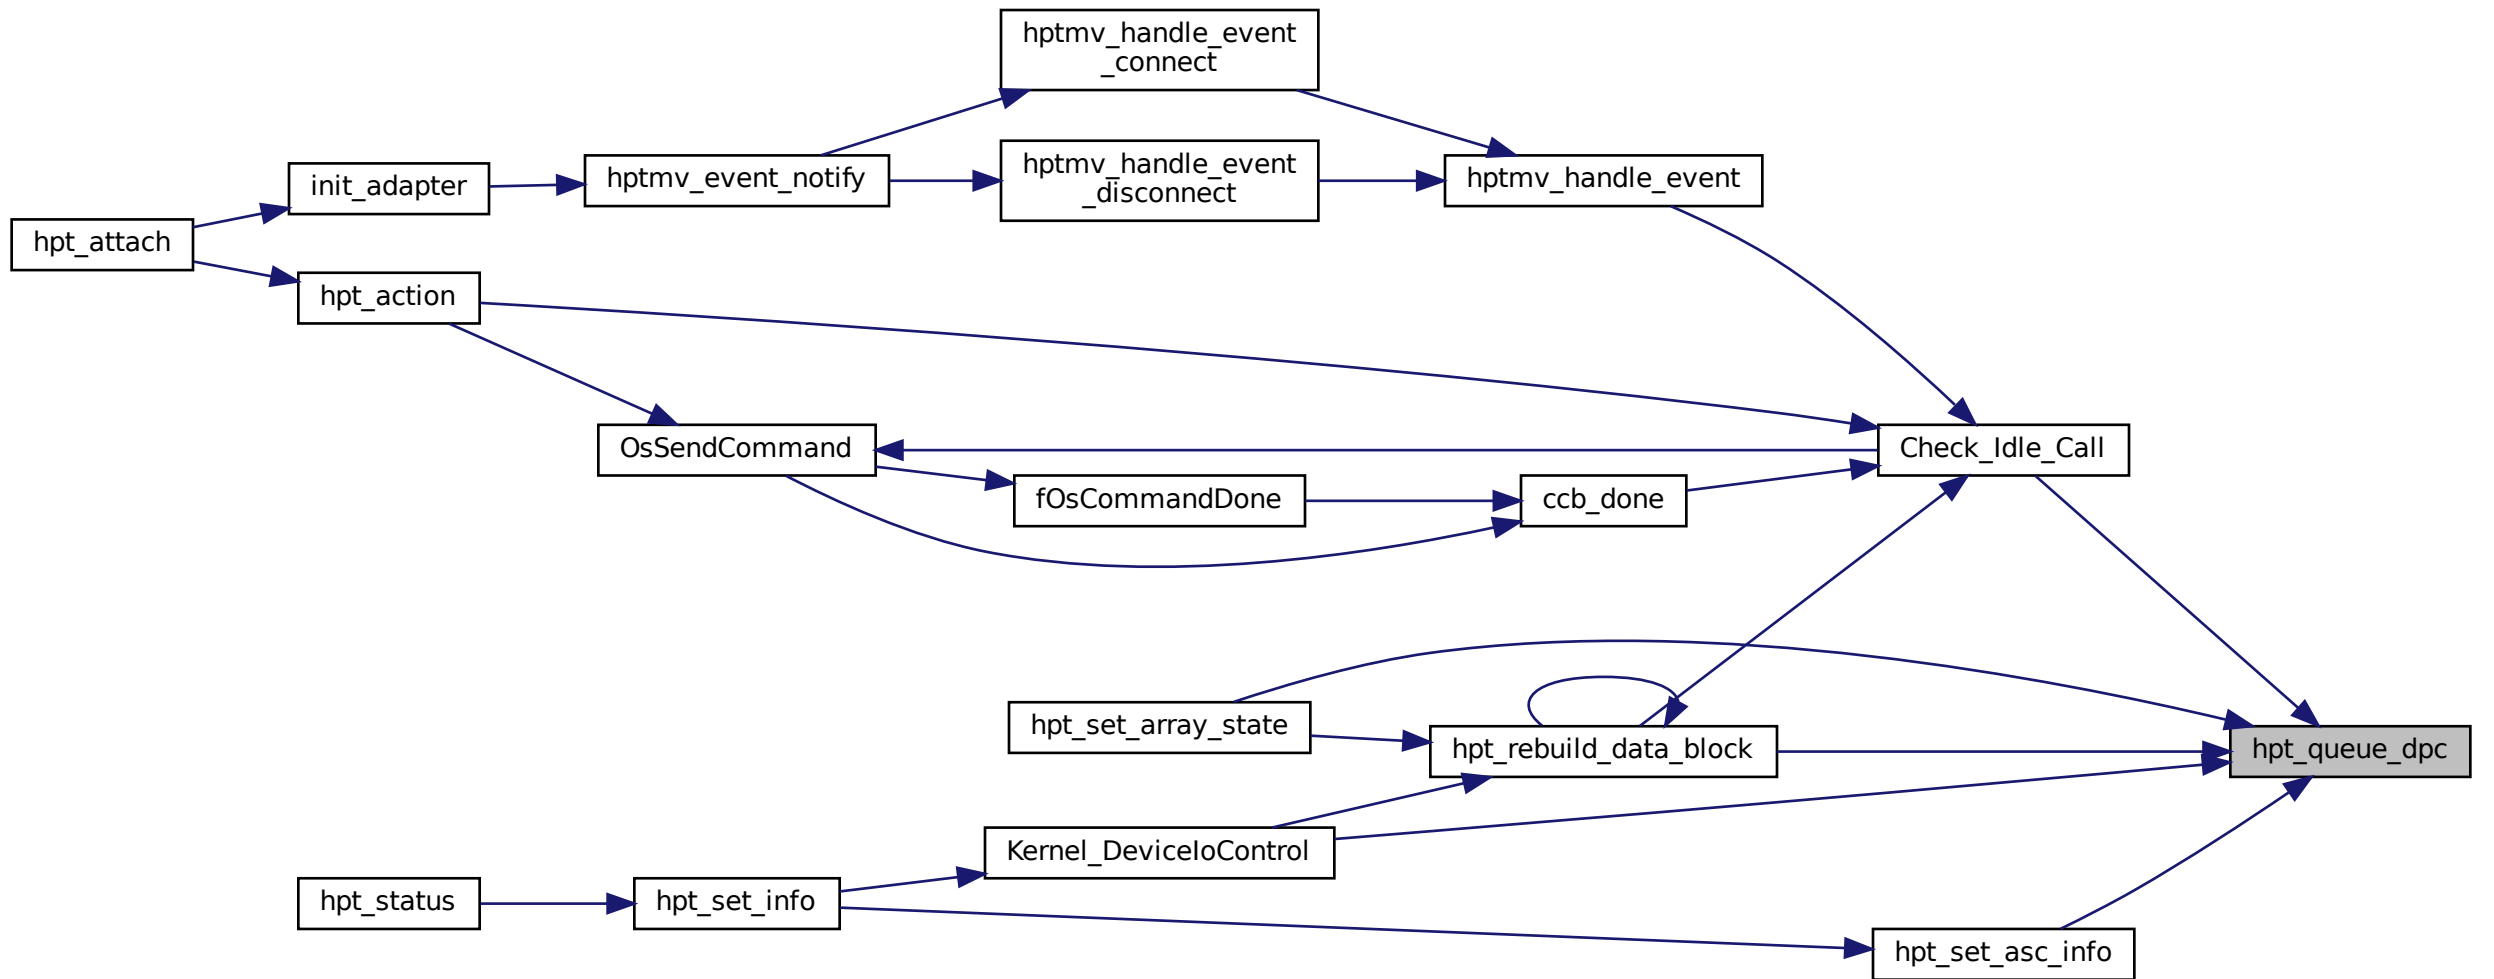 hptmv_handle_event
_connect
hptmv_handle_event
_disconnect
hptmv_handle_event
hptmv_event_notify
init_adapter
hpt_attach
hpt_action
OsSendCommand
Check_Idle_Call
fOsCommandDone
ccb_done
hpt_set_array_state
hpt_rebuild_data_block
hpt_queue_dpc
Kernel_DeviceIoControl
hpt_status
hpt_set_info
hpt_set_asc_info